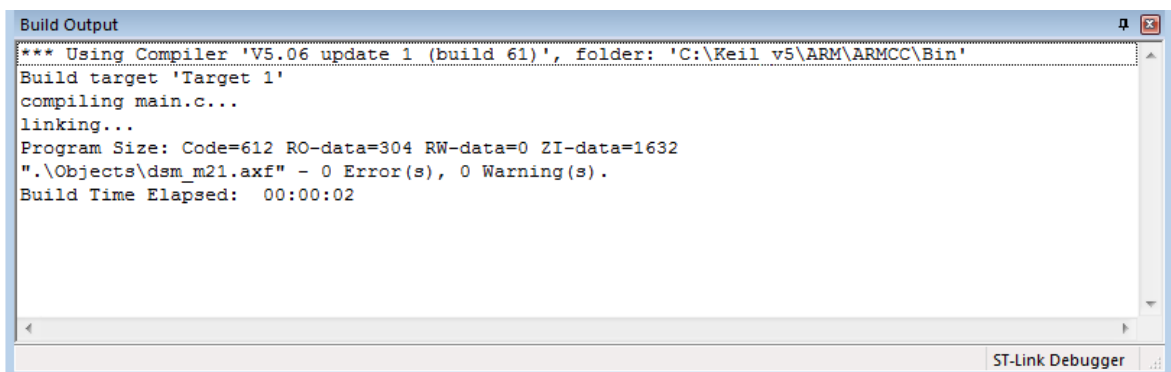 Build Output
*** Using Compiler 'V5.06 update 1 (build 61)', folder: 'C:\Keil v5\ARM\ARMCC\Bin'
Build target 'Target 1'
compiling main.c...
linking...
Program Size: Code=612 RO-data=304 RW-data=0 ZI-data=1632
".\Objects\dsm_m21.axf" - 0 Error(s), 0 Warning(s).
Build Time Elapsed:  00:00:02
ST-Link Debugger